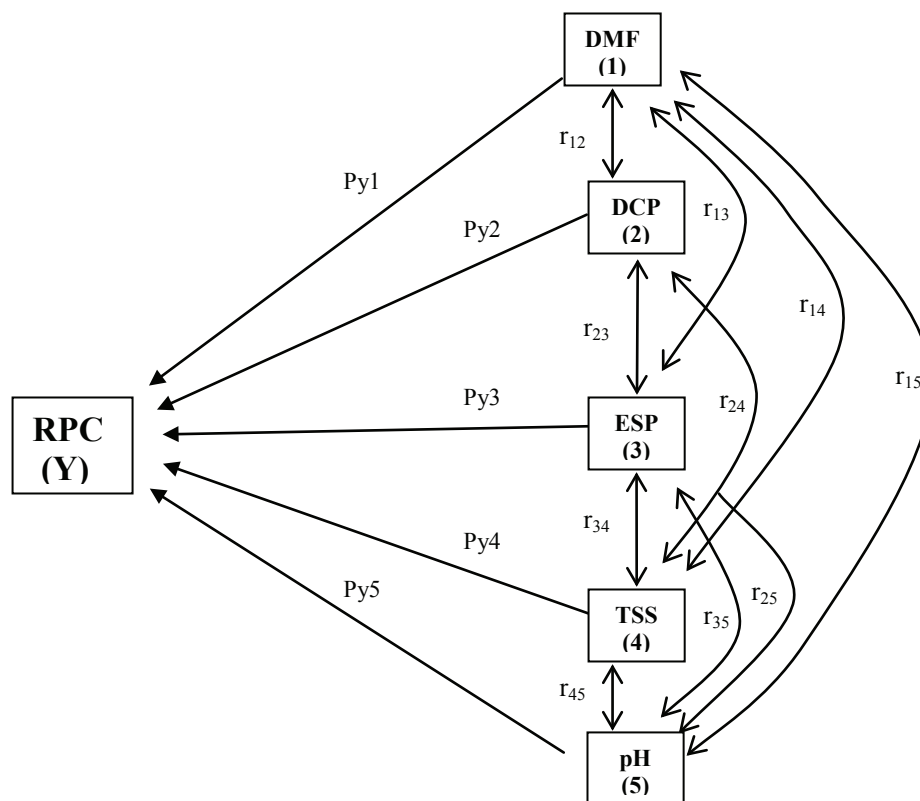 DMF
(1)
r₁₂
Py1
DCP
(2)
r₁₃
Py2
r₁₄
r₂₃
r₁₅
r₂₄
Py3
ESP
(3)
RPC
(Y)
r₃₄
Py4
Py5
r₂₅
r₃₅
TSS
(4)
r₄₅
pH
(5)